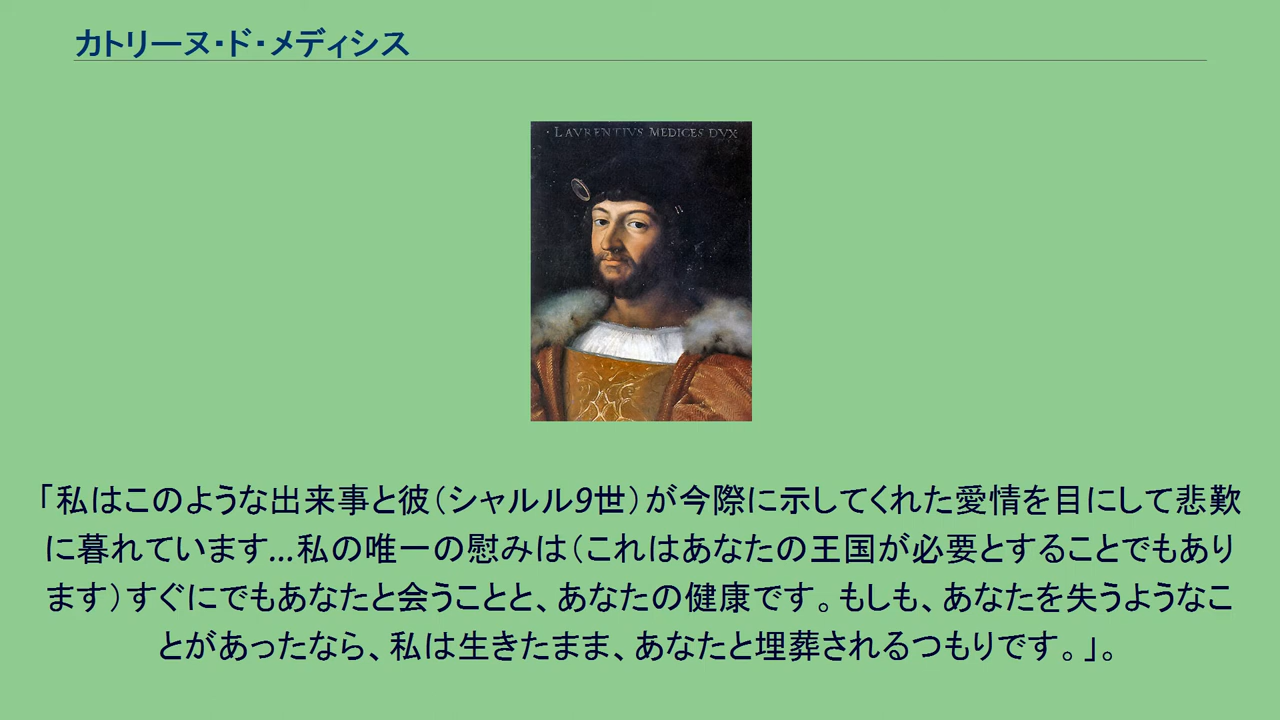 カトリーヌ・ド・メディシス
· LAVRENTIVS MEDICES DVX
「私はこのような出来事と彼（シャルル9世）が今際に示してくれた愛情を目にして悲歎
に暮れています...私の唯一の慰みは（これはあなたの王国が必要とすることでもあり
ます）すぐにでもあなたと会うことと、あなたの健康です。もしも、あなたを失うようなこ
とがあったなら、私は生きたまま、あなたと埋葬されるつもりです。」。